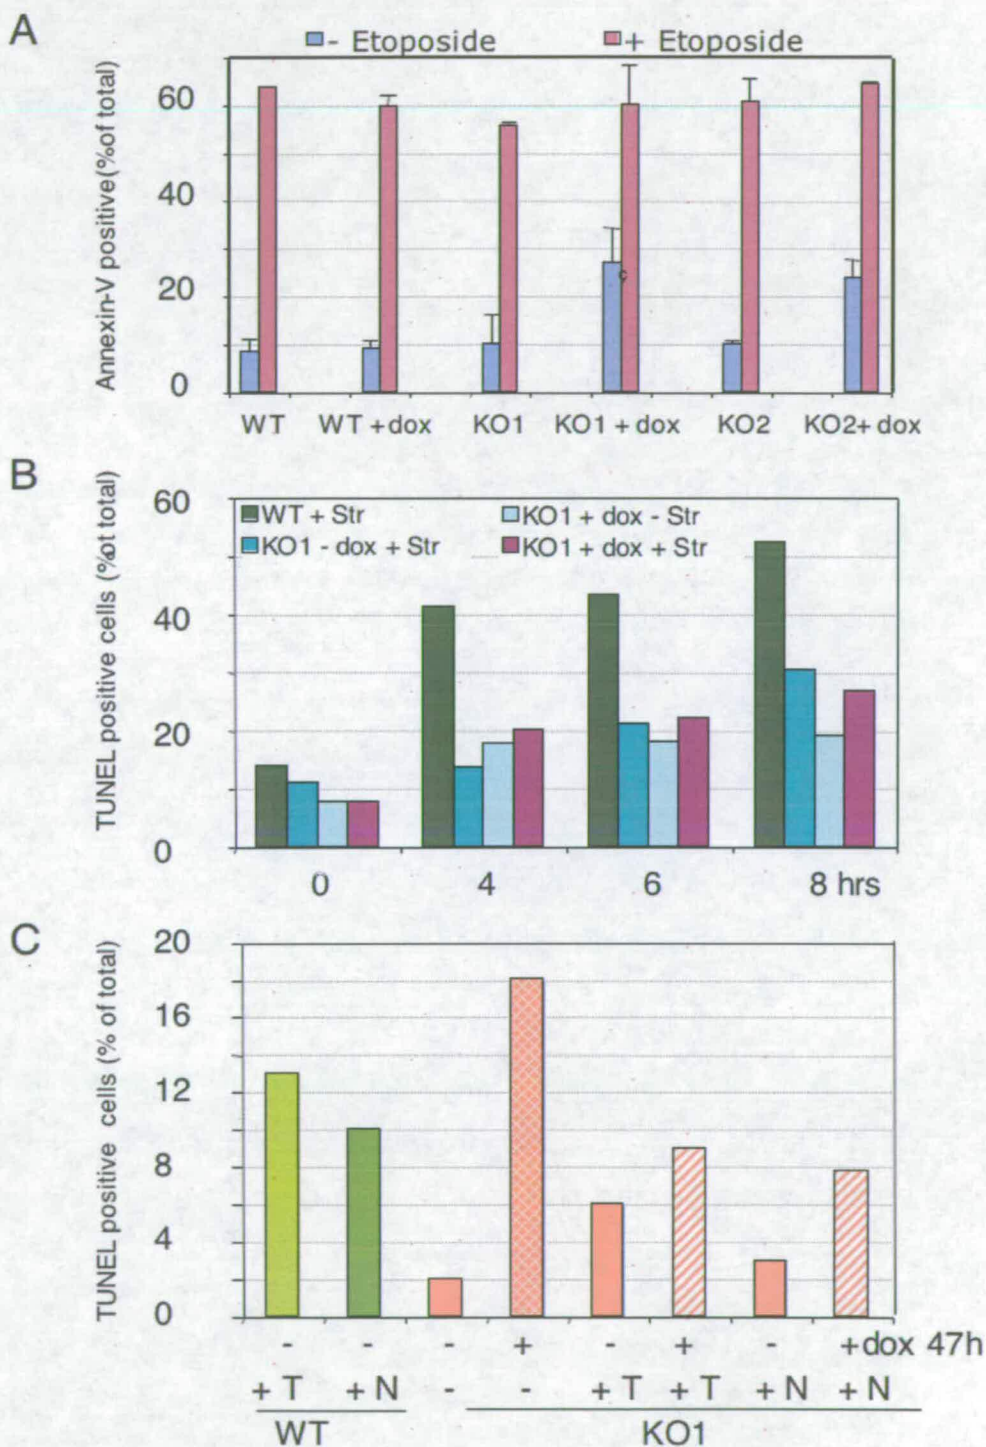 A
- Etoposide + Etoposide
Annexin-V positive(%of total)
60
40
20
0
WT WT +dox KO1 KO1 + dox KO2 KO2+ dox
B
TUNEL positive cells (%ot total)
60
40
20
0
WT + Str KO1 + dox - Str
KO1 - dox + Str KO1 + dox + Str
0 4 6 8 hrs
C
TUNEL positive cells (% of total)
20
16
12
8
4
0
- - - + - + - +dox 47h
+ T + N - - + T + T + N + N
WT KO1